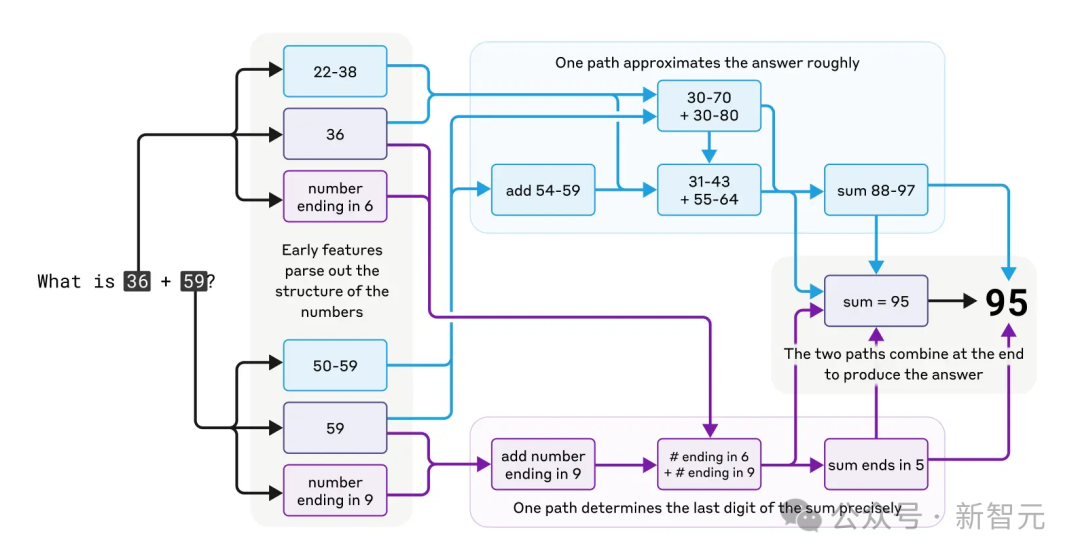 One path approximates the answer roughly
22-38
36
number
ending in 6
30-70
+ 30-80
add 54-59
31-43
+ 55-64
sum 88-97
Early features
parse out the
structure of the
numbers
What is 36 + 59?
sum = 95
95
The two paths combine at the end
to produce the answer
50-59
59
number
ending in 9
add number
ending in 9
# ending in 6
+ # ending in 9
sum ends in 5
One path determines the last digit of the sum precisely
公众号 · 新智元